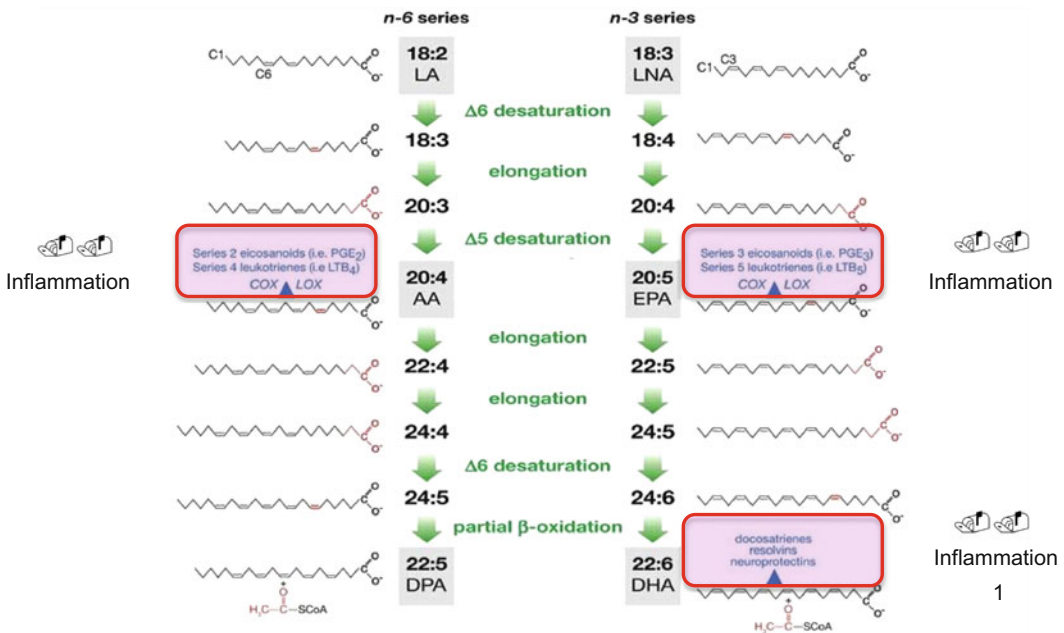 n-6 series n-3 series
C1 C6 O C O-
18:2
LA
18:3
LNA
C1 C3 O C O-
Δ6 desaturation
O C O-
18:3 18:4
O C O-
elongation
O C O-
20:3 20:4
O C O-
Δ5 desaturation
Inflammation
Series 2 eicosanoids (i.e. PGE2)
Series 4 leukotrienes (i.e LTB4)
COX LOX
O C O-
20:4
AA
20:5
EPA
Series 3 eicosanoids (i.e. PGE3)
Series 5 leukotrienes (i.e LTB5)
COX LOX
O C O-
Inflammation
elongation
O C O-
22:4 22:5
O C O-
elongation
O C O-
24:4 24:5
O C O-
Δ6 desaturation
O C O-
24:5 24:6
O C O-
partial β-oxidation
docosatrienes
resolvins
neuroprotectins
Inflammation
1
O C O-
22:5
DPA
22:6
DHA
O C O-
+
O
H3C-C-SCoA
+
O
H3C-C-SCoA